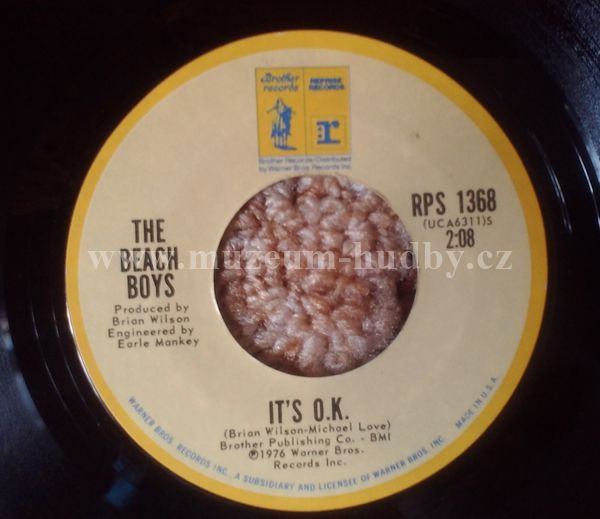 Brother
records
REPRISE
RECORDS
r
Brother Records/Distributed
by Warner Bros. Records Inc.
RPS 1368
(UCA6311)S
2:08
THE
BEACH
BOYS
www.muzeum-hudby.cz
Produced by
Brian Wilson
Engineered by
Earle Mankey
IT'S O.K.
(Brian Wilson-Michael Love)
Brother Publishing Co. - BMI
℗1976 Warner Bros.
Records Inc.
WARNER BROS. RECORDS INC., A SUBSIDIARY AND LICENSEE OF WARNER BROS., INC. MADE IN U.S.A.